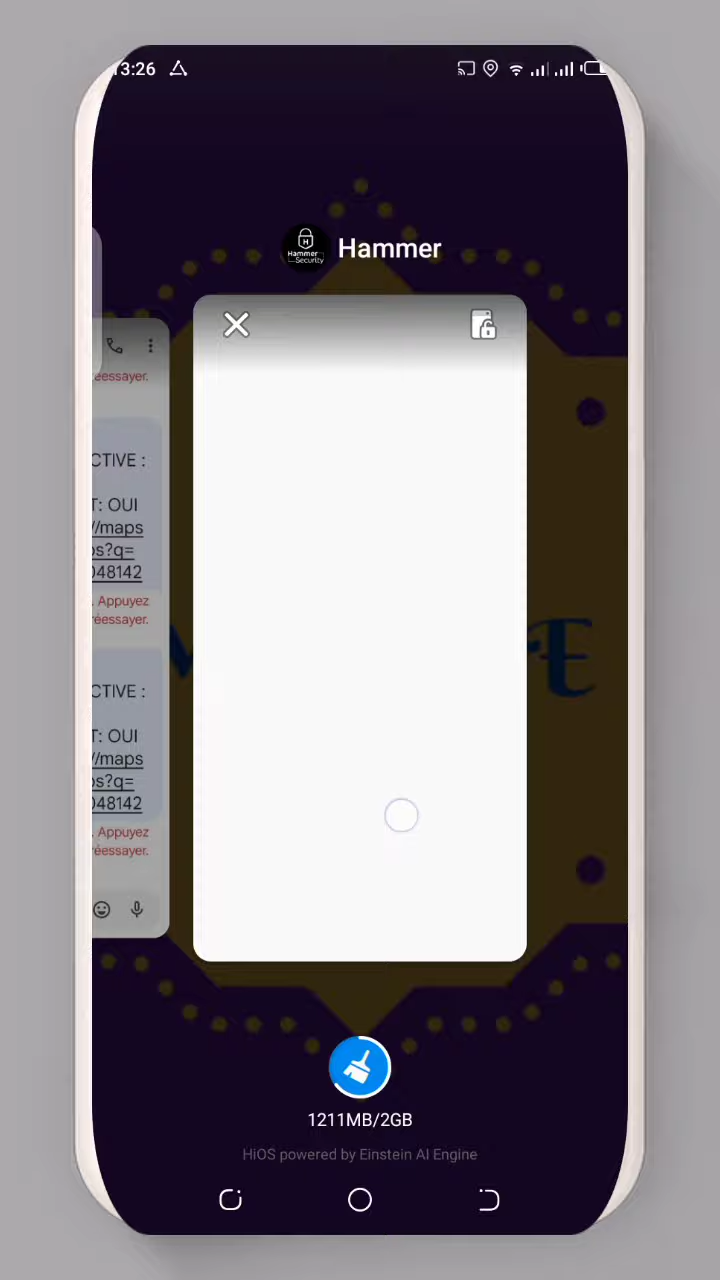 13:26
Hammer
H
Hammer
Security
réessayer.
CTIVE :
T: OUI
//maps
os?q=
048142
. Appuyez
réessayer.
CTIVE :
T: OUI
//maps
os?q=
048142
. Appuyez
réessayer.
E
1211MB/2GB
HiOS powered by Einstein AI Engine